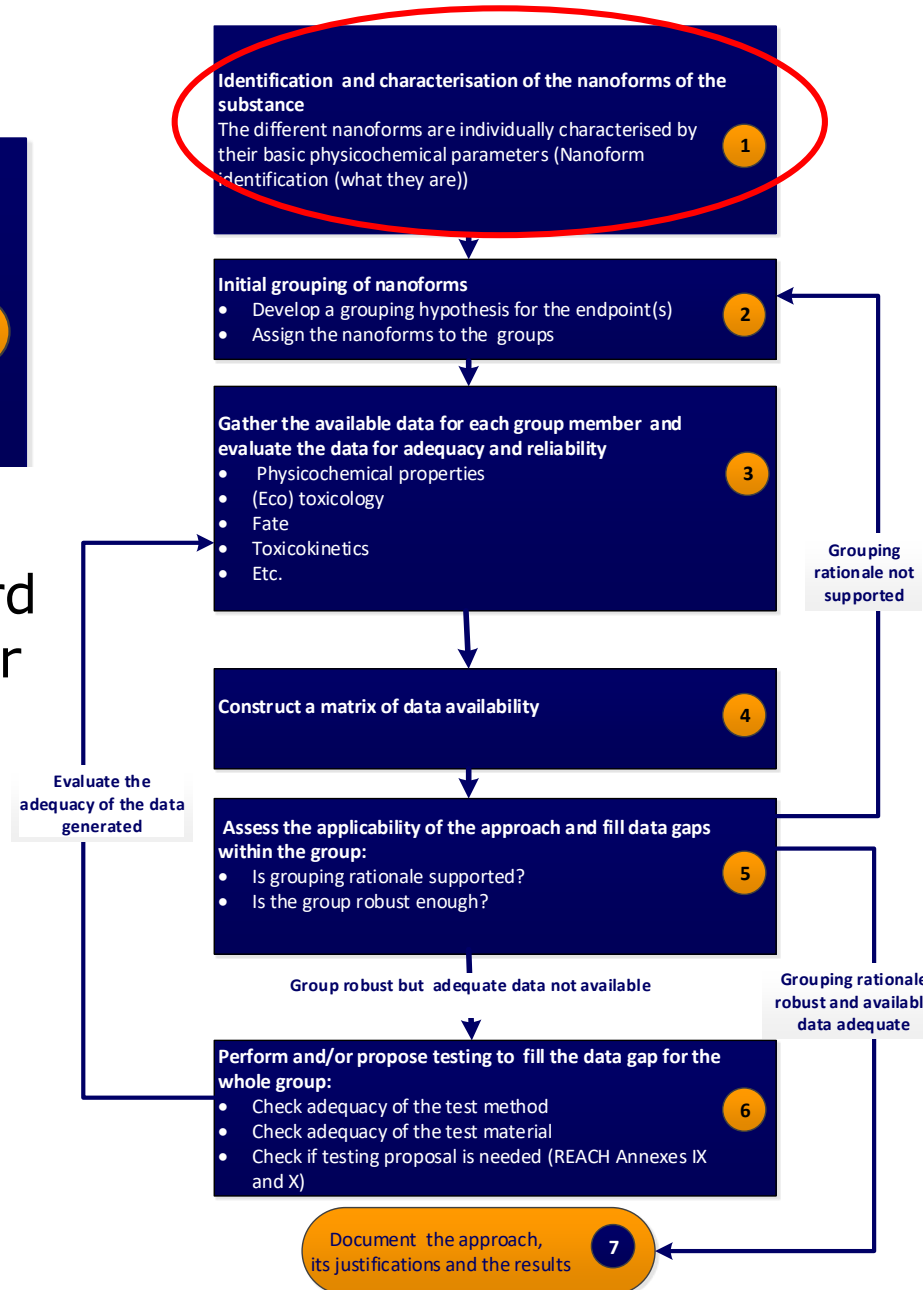 Identification and characterisation of the nanoforms of the
substance
The different nanoforms are individually characterised by
their basic physicochemical parameters (Nanoform
identification (what they are))
1
Initial grouping of nanoforms
• Develop a grouping hypothesis for the endpoint(s)
• Assign the nanoforms to the groups
2
Gather the available data for each group member and
evaluate the data for adequacy and reliability
• Physicochemical properties
• (Eco) toxicology
• Fate
• Toxicokinetics
• Etc.
3
Grouping
rationale not
supported
rd
r
Construct a matrix of data availability
4
Evaluate the
adequacy of the data
generated
Assess the applicability of the approach and fill data gaps
within the group:
• Is grouping rationale supported?
• Is the group robust enough?
5
Group robust but adequate data not available
Grouping rationale
robust and availabl
data adequate
Perform and/or propose testing to fill the data gap for the
whole group:
• Check adequacy of the test method
• Check adequacy of the test material
• Check if testing proposal is needed (REACH Annexes IX
and X)
6
Document the approach,
its justifications and the results
7